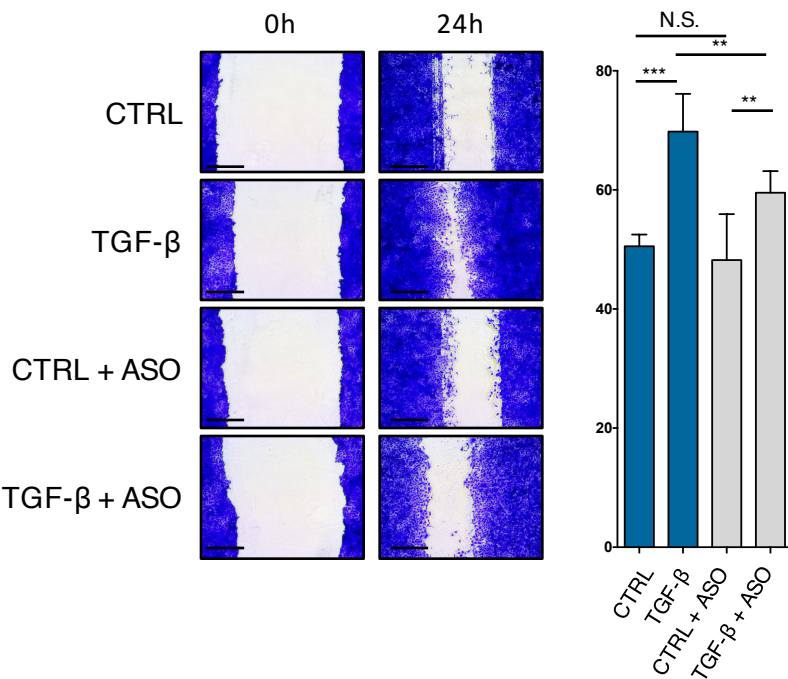 0h 24h
CTRL
TGF-β
CTRL + ASO
TGF-β + ASO
N.S.
**
***
**
80
60
40
20
0
CTRL
TGF-β
CTRL + ASO
TGF-β + ASO